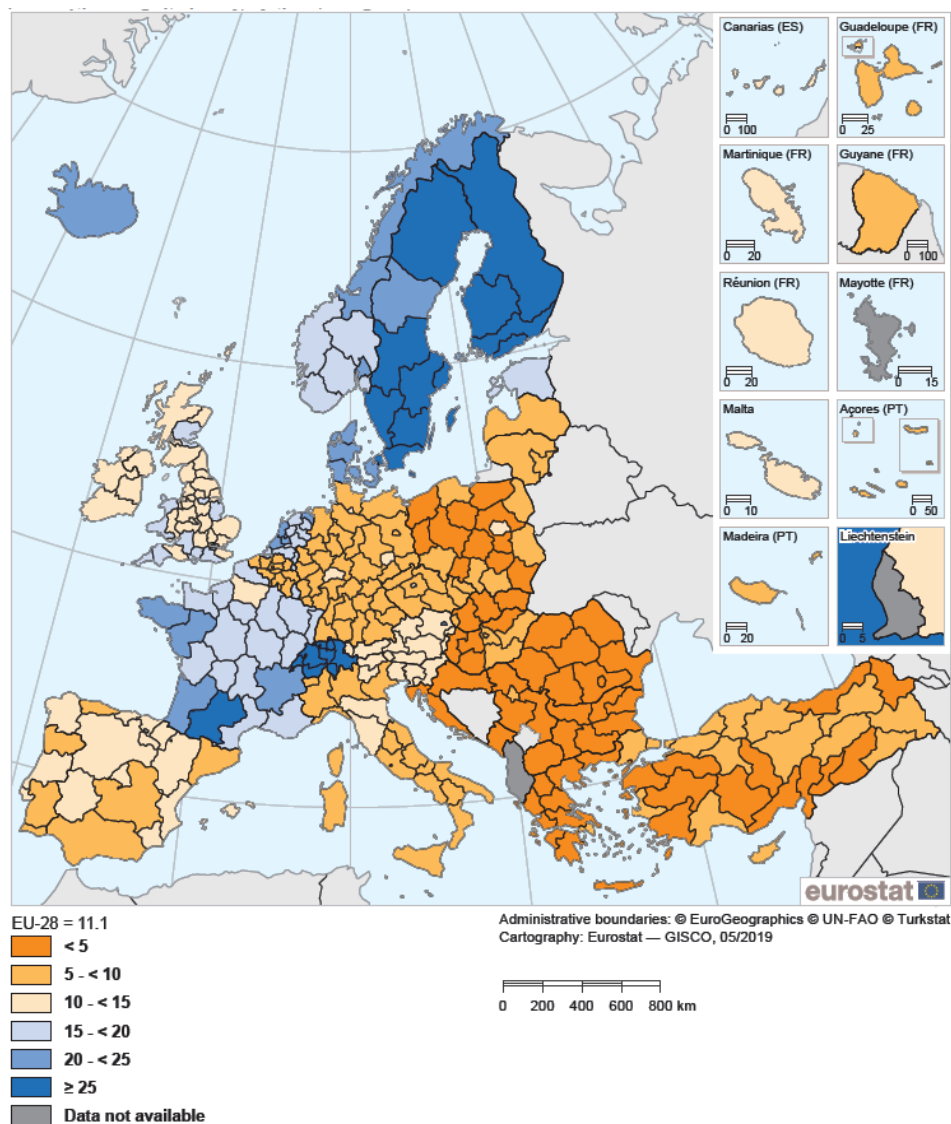 Canarias (ES)
0 100
Guadeloupe (FR)
0 25
Martinique (FR)
0 20
Guyane (FR)
0 100
Réunion (FR)
0 20
Mayotte (FR)
0 15
Malta
0 10
Açores (PT)
0 50
Madeira (PT)
0 20
Liechtenstein
0 5
eurostat
EU-28 = 11.1
< 5
5 - < 10
10 - < 15
15 - < 20
20 - < 25
≥ 25
Data not available
Administrative boundaries: © EuroGeographics © UN-FAO © Turkstat
Cartography: Eurostat — GISCO, 05/2019
0 200 400 600 800 km